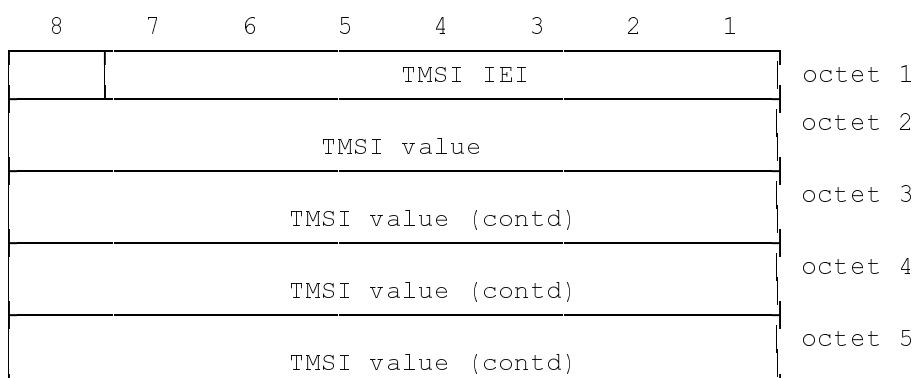 8 7 6 5 4 3 2 1
TMSI IEI octet 1
octet 2
TMSI value
octet 3
TMSI value (contd)
octet 4
TMSI value (contd)
octet 5
TMSI value (contd)